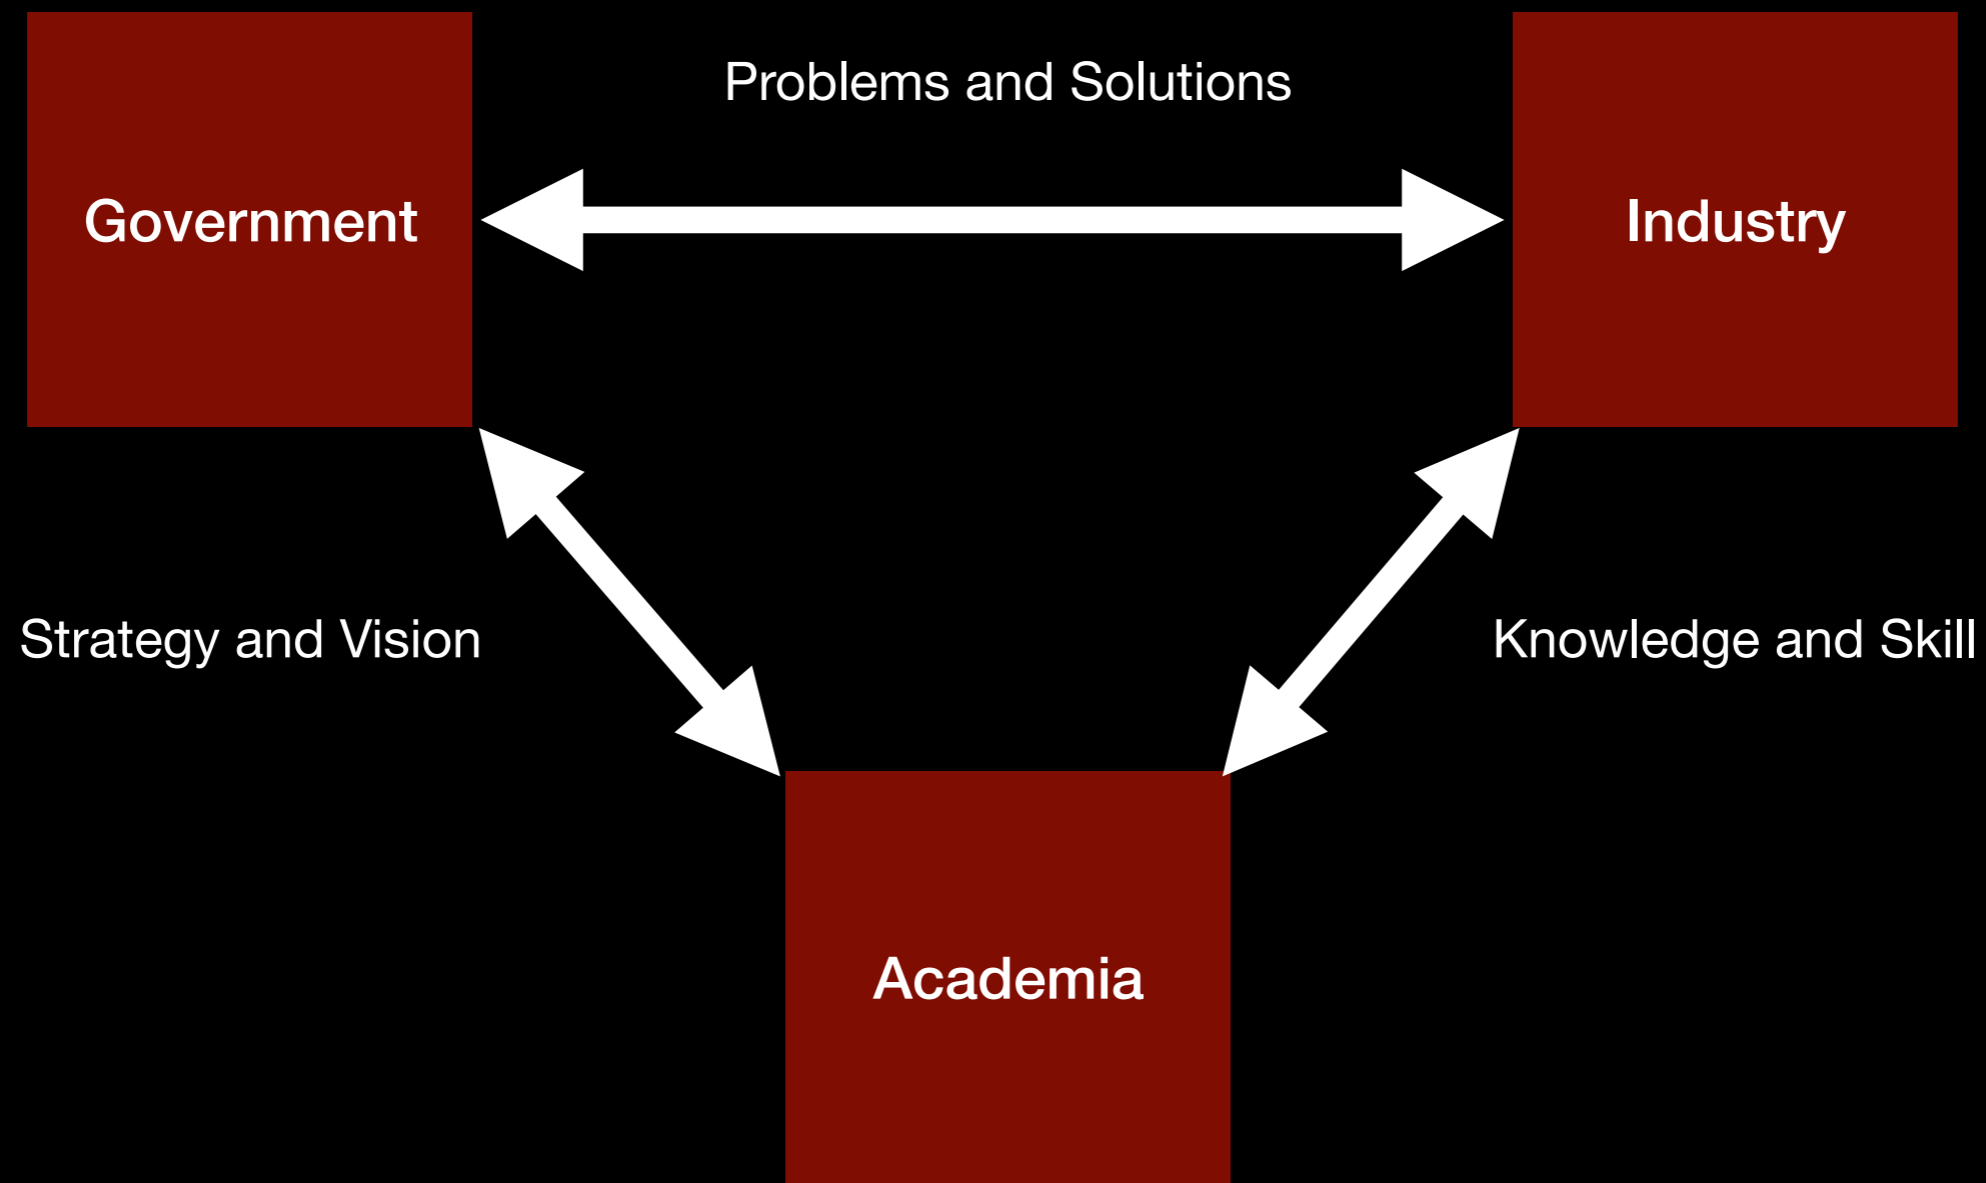 Problems and Solutions
Government
Industry
Strategy and Vision
Knowledge and Skill
Academia